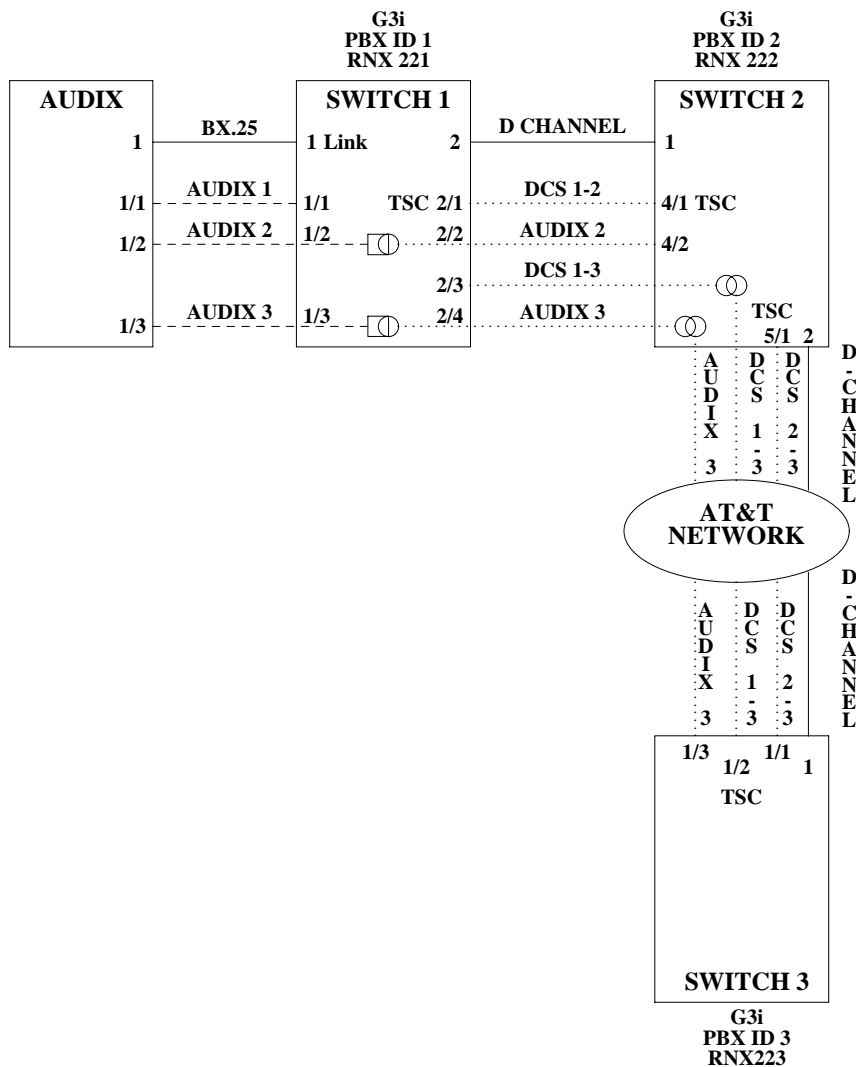 G3i
PBX ID 1
RNX 221
G3i
PBX ID 2
RNX 222
AUDIX
SWITCH 1
SWITCH 2
1
BX.25
1 Link
2
D CHANNEL
1
1/1
AUDIX 1
1/1
TSC 2/1
DCS 1-2
4/1 TSC
1/2
AUDIX 2
1/2
2/2
AUDIX 2
4/2
2/3
DCS 1-3
1/3
AUDIX 3
1/3
2/4
AUDIX 3
TSC
5/1 2
AUDIX 3
DCS 1-3
DCS 2-3
D-CHANNEL
AT&T
NETWORK
AUDIX 3
DCS 1-3
DCS 2-3
D-CHANNEL
1/3
1/2
1/1
1
TSC
SWITCH 3
G3i
PBX ID 3
RNX223